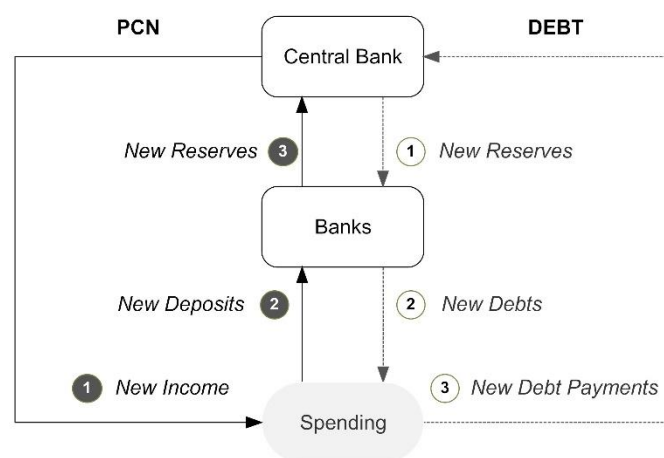 PCN
DEBT
Central Bank
New Reserves 3
1 New Reserves
Banks
New Deposits 2
2 New Debts
1 New Income
3 New Debt Payments
Spending